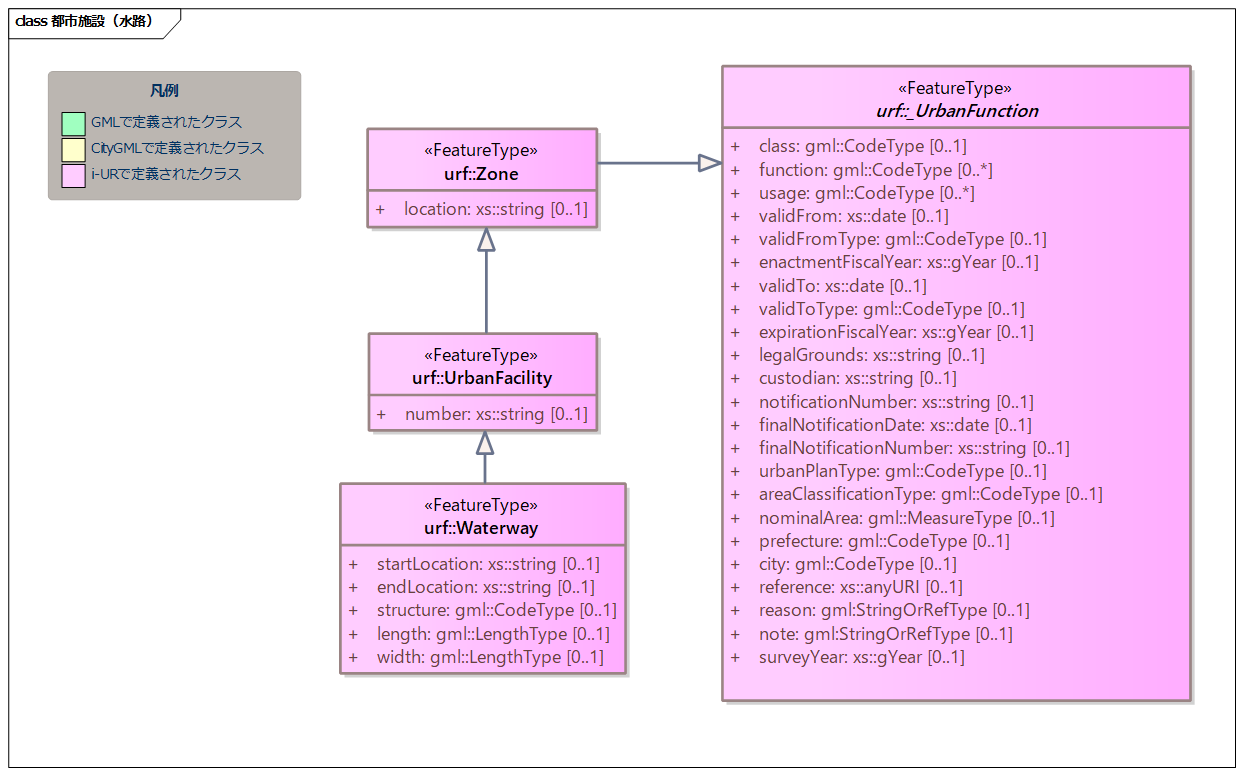 class 都市施設（水路）
凡例
GMLで定義されたクラス
CityGMLで定義されたクラス
i-URで定義されたクラス
«FeatureType»
urf::Zone
+ location: xs::string [0..1]
«FeatureType»
urf::UrbanFacility
+ number: xs::string [0..1]
«FeatureType»
urf::Waterway
+ startLocation: xs::string [0..1]
+ endLocation: xs::string [0..1]
+ structure: gml::CodeType [0..1]
+ length: gml::LengthType [0..1]
+ width: gml::LengthType [0..1]
«FeatureType»
urf::_UrbanFunction
+ class: gml::CodeType [0..1]
+ function: gml::CodeType [0..*]
+ usage: gml::CodeType [0..*]
+ validFrom: xs::date [0..1]
+ validFromType: gml::CodeType [0..1]
+ enactmentFiscalYear: xs::gYear [0..1]
+ validTo: xs::date [0..1]
+ validToType: gml::CodeType [0..1]
+ expirationFiscalYear: xs::gYear [0..1]
+ legalGrounds: xs::string [0..1]
+ custodian: xs::string [0..1]
+ notificationNumber: xs::string [0..1]
+ finalNotificationDate: xs::date [0..1]
+ finalNotificationNumber: xs::string [0..1]
+ urbanPlanType: gml::CodeType [0..1]
+ areaClassificationType: gml::CodeType [0..1]
+ nominalArea: gml::MeasureType [0..1]
+ prefecture: gml::CodeType [0..1]
+ city: gml::CodeType [0..1]
+ reference: xs::anyURI [0..1]
+ reason: gml:StringOrRefType [0..1]
+ note: gml:StringOrRefType [0..1]
+ surveyYear: xs::gYear [0..1]